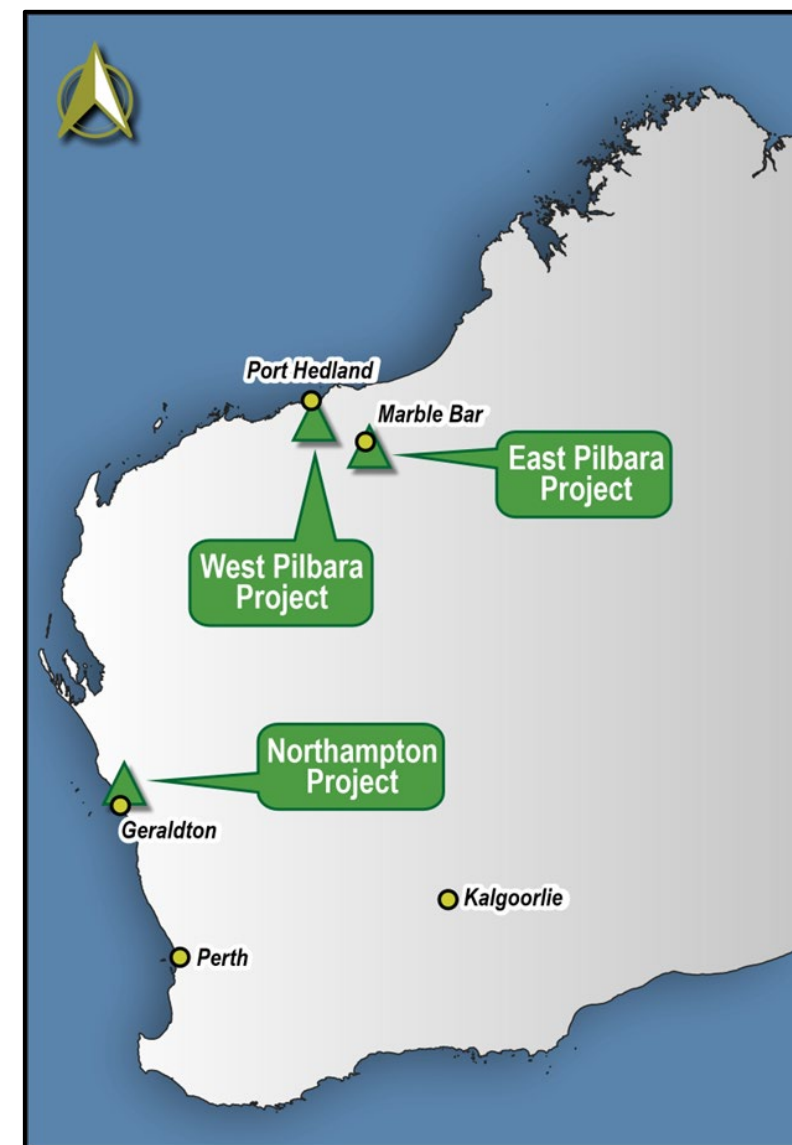 Port Hedland
Marble Bar
East Pilbara
Project
West Pilbara
Project
Northampton
Project
Geraldton
Kalgoorlie
Perth